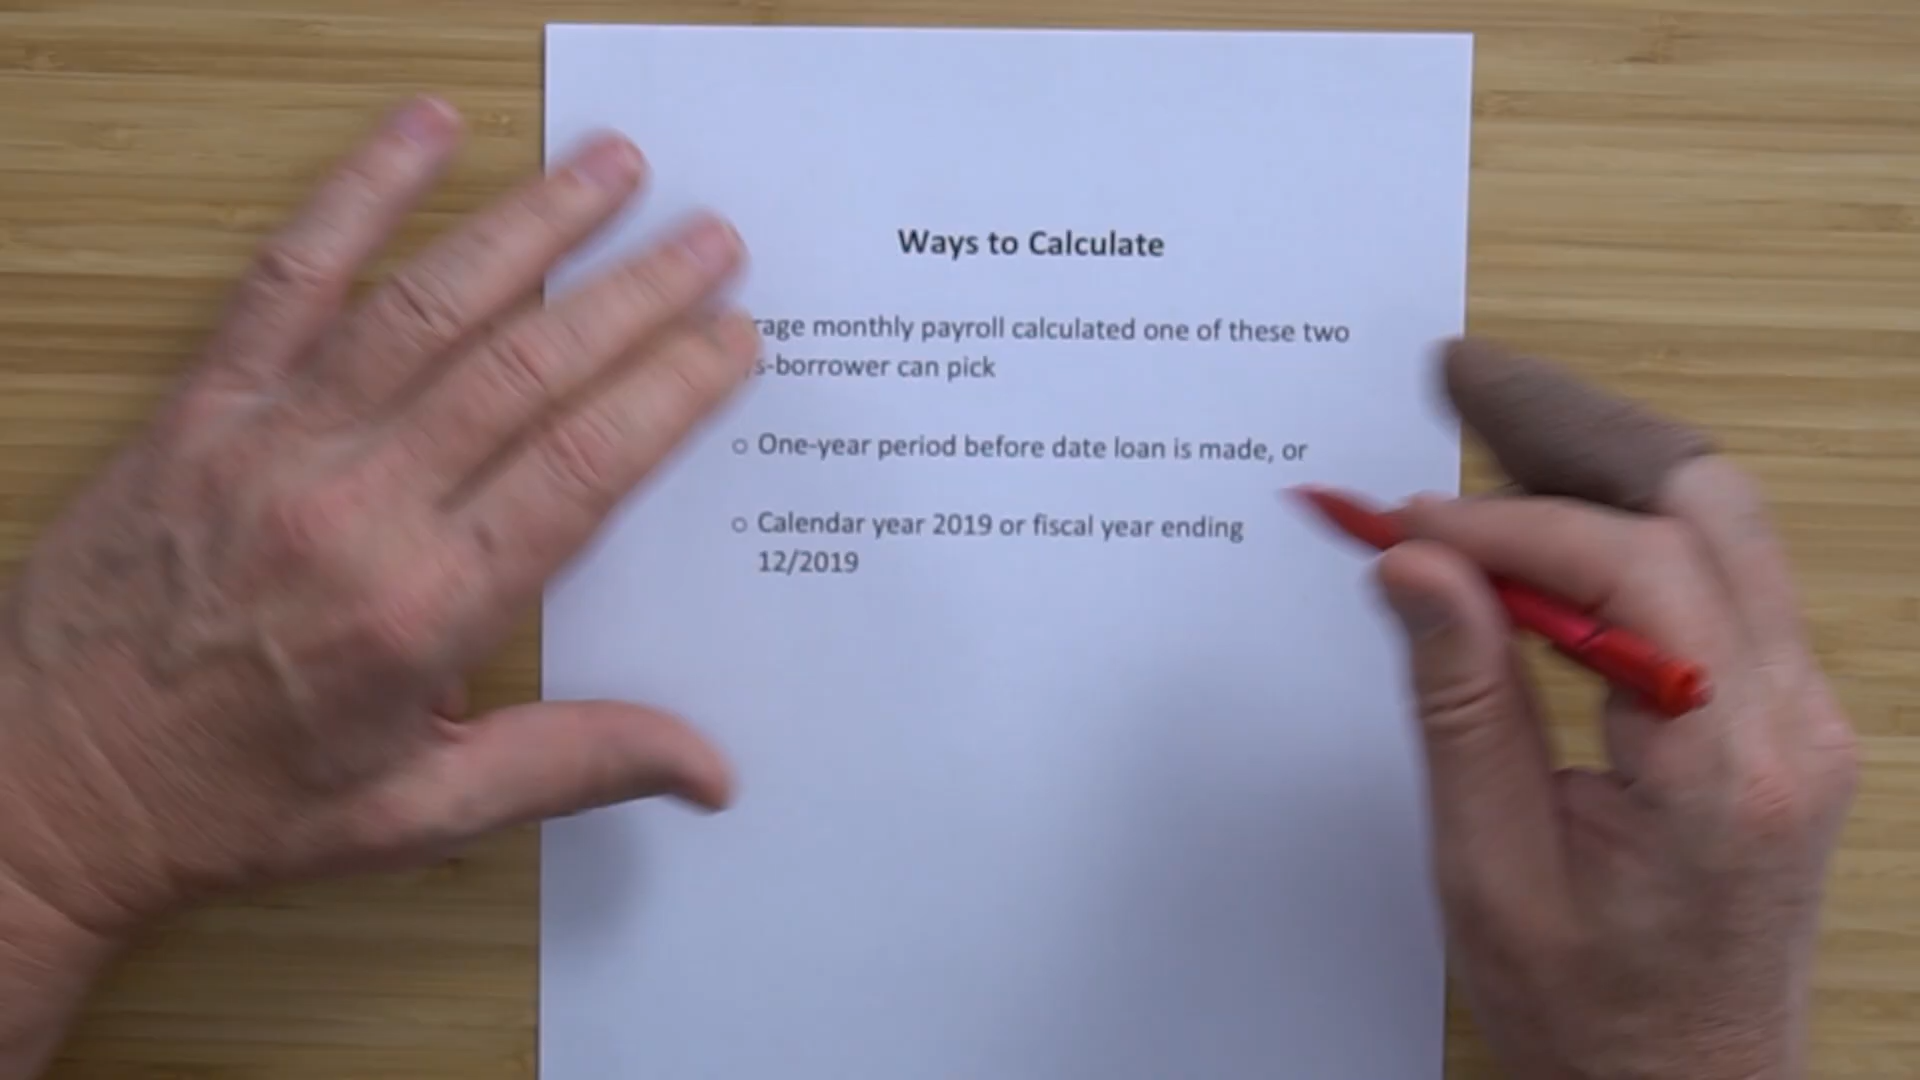 Ways to Calculate
monthly payroll calculated one of these two
-borrower can pick
o One-year period before date loan is made, or
o Calendar year 2019 or fiscal year ending
12/2019